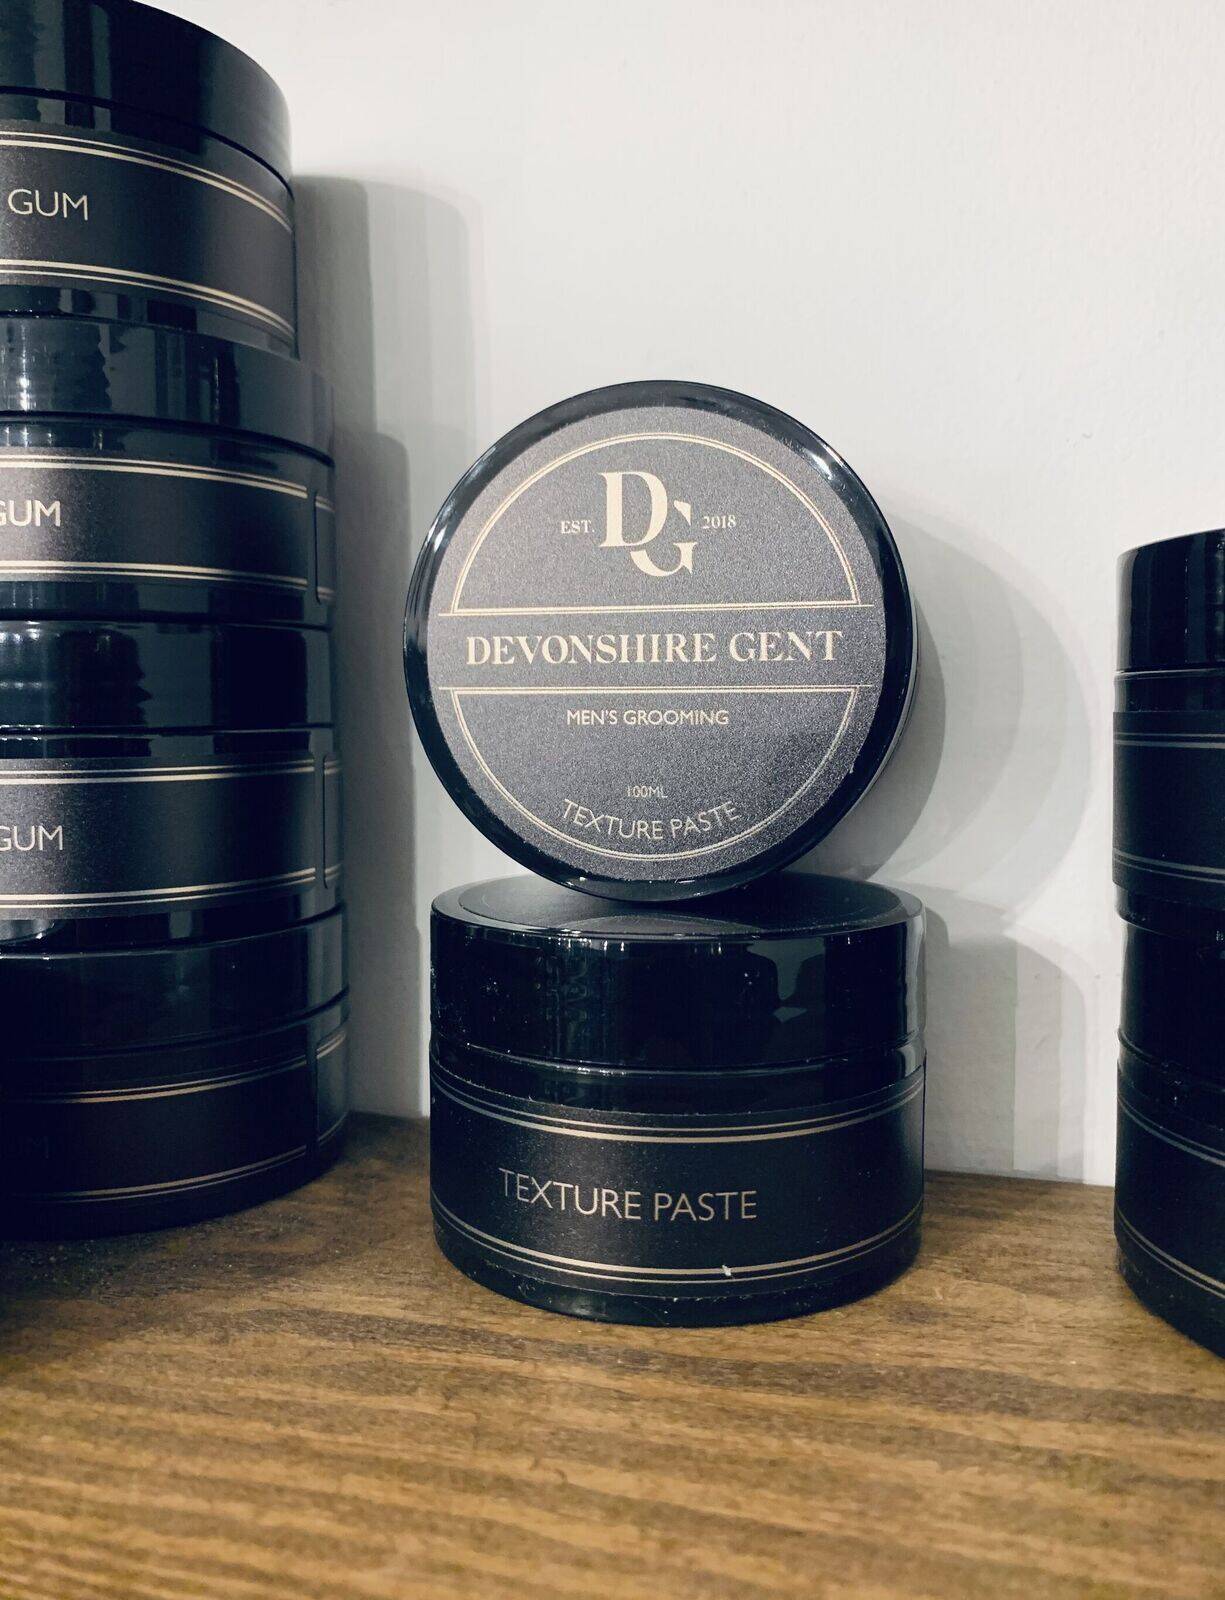 GUM
GUM
GUM
EST. DG 2018
DEVONSHIRE GENT
MEN'S GROOMING
100ML
TEXTURE PASTE
TEXTURE PASTE